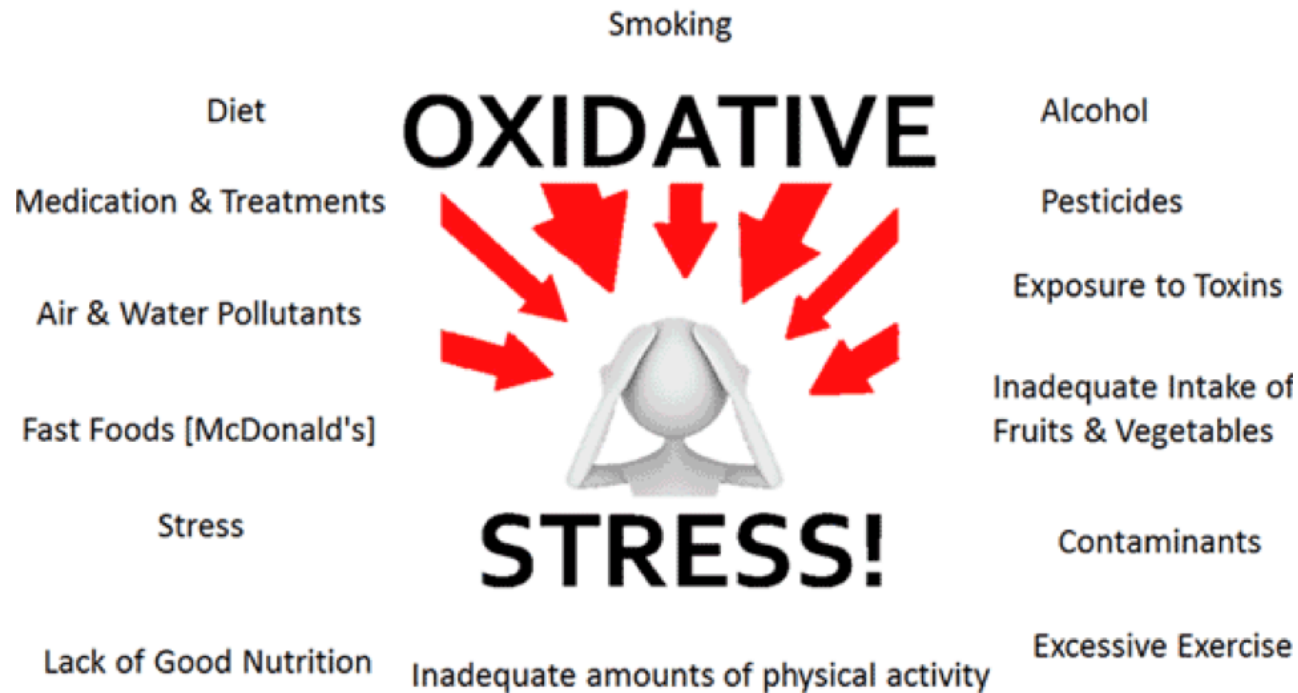 Smoking
Diet
OXIDATIVE
Alcohol
Medication & Treatments
Pesticides
Exposure to Toxins
Air & Water Pollutants
Inadequate Intake of
Fruits & Vegetables
Fast Foods [McDonald's]
Stress
STRESS!
Contaminants
Excessive Exercise
Lack of Good Nutrition
Inadequate amounts of physical activity